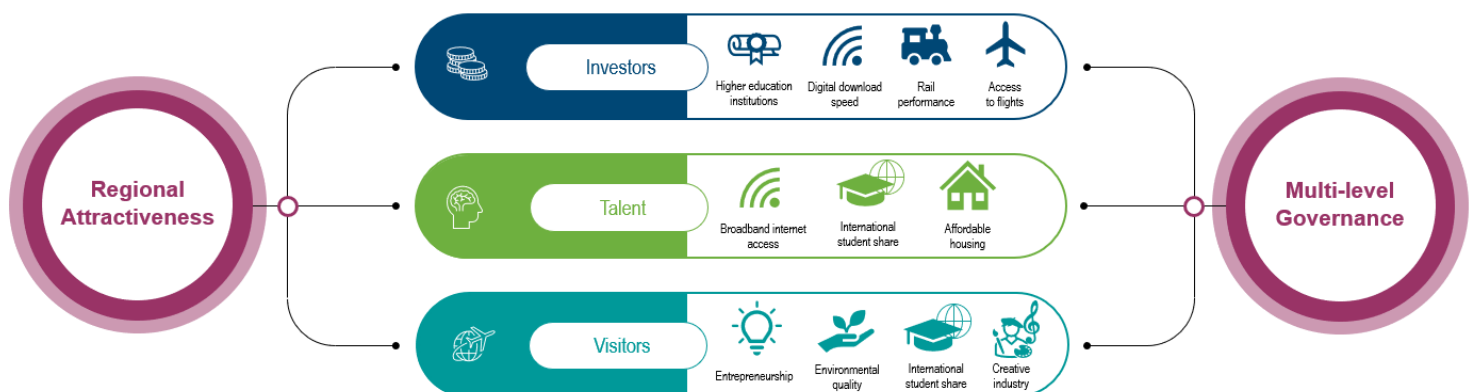 Regional
Attractiveness
Investors
Higher education
institutions
Digital download
speed
Rail
performance
Access
to flights
Talent
Broadband internet
access
International
student share
Affordable
housing
Visitors
Entrepreneurship
Environmental
quality
International
student share
Creative
industry
Multi-level
Governance